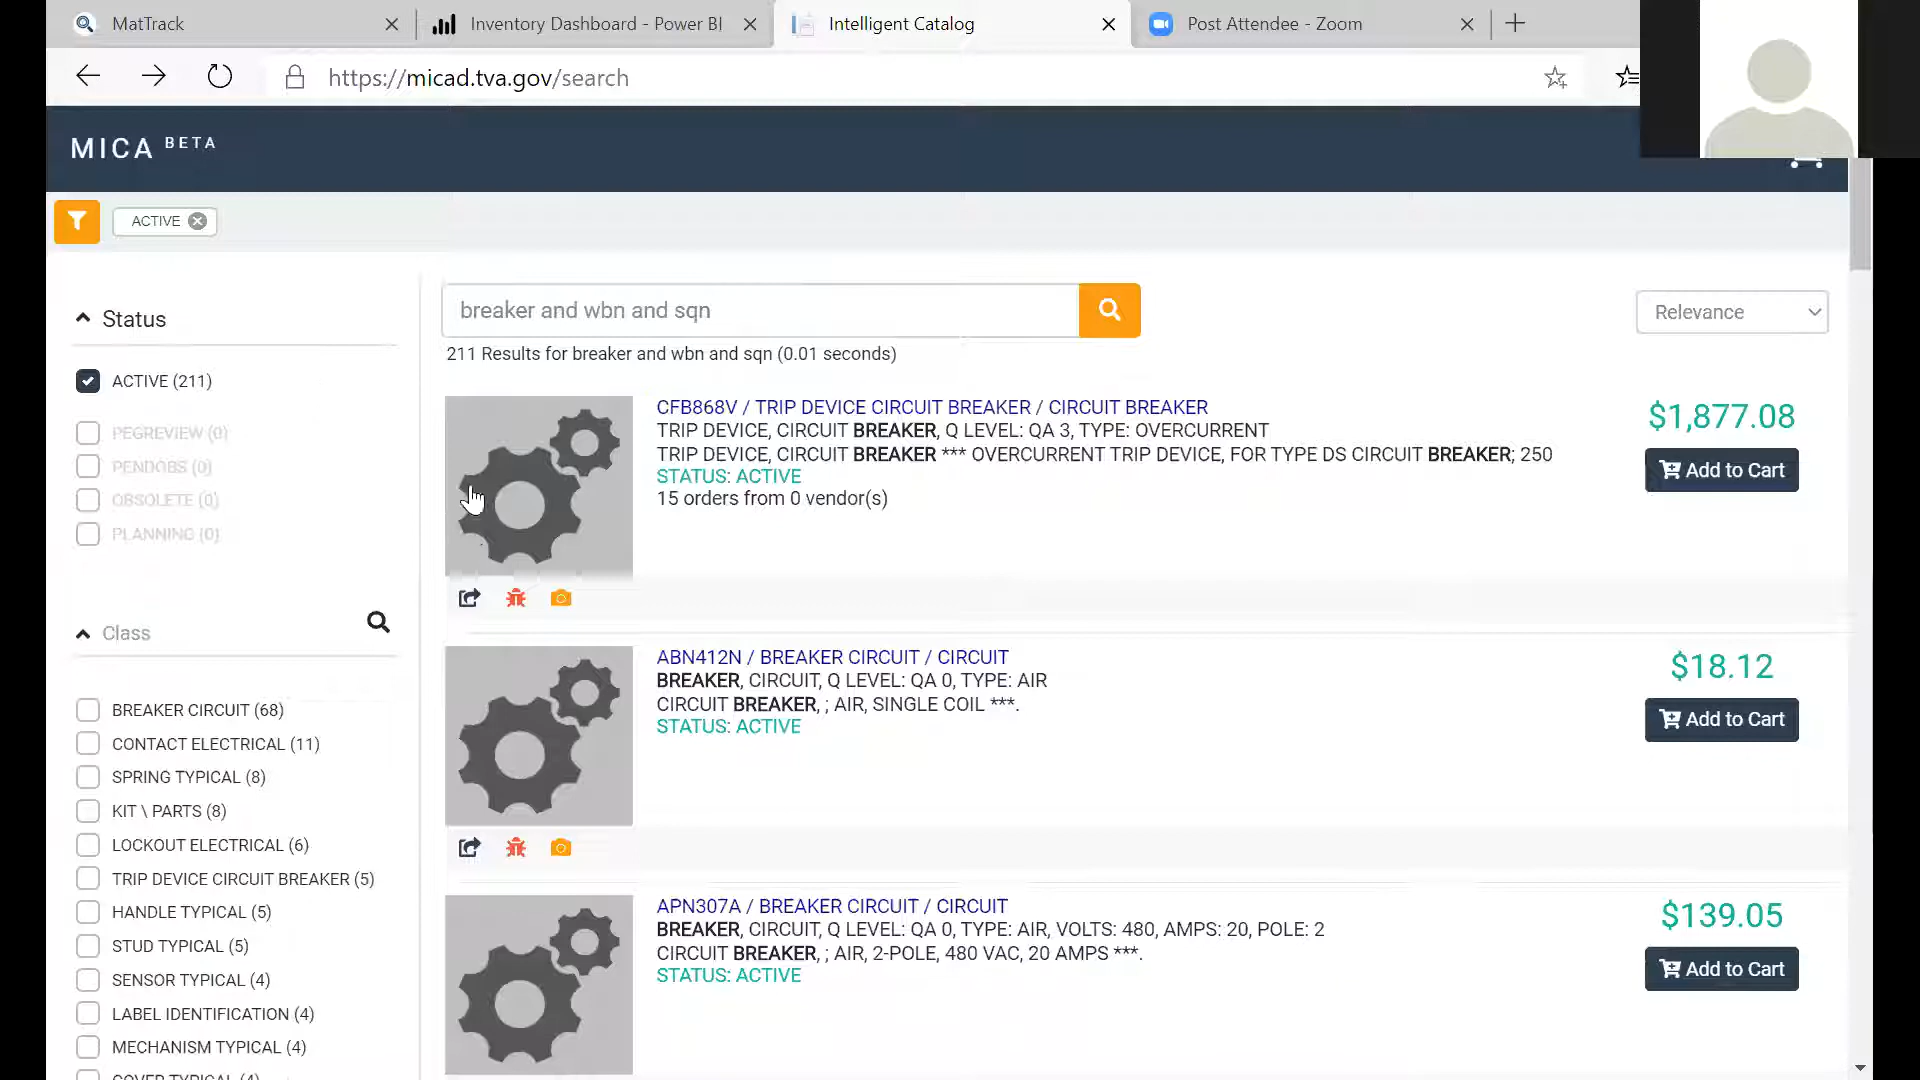 MatTrack
Inventory Dashboard - Power BI
Intelligent Catalog
Post Attendee - Zoom
https://micad.tva.gov/search
MICA BETA
ACTIVE
Status
ACTIVE (211)
PEGREVIEW (0)
PENDOBS (0)
OBSOLETE (0)
PLANNING (0)
Class
BREAKER CIRCUIT (68)
CONTACT ELECTRICAL (11)
SPRING TYPICAL (8)
KIT \ PARTS (8)
LOCKOUT ELECTRICAL (6)
TRIP DEVICE CIRCUIT BREAKER (5)
HANDLE TYPICAL (5)
STUD TYPICAL (5)
SENSOR TYPICAL (4)
LABEL IDENTIFICATION (4)
MECHANISM TYPICAL (4)
COVER TYPICAL (4)
breaker and wbn and sqn
Relevance
211 Results for breaker and wbn and sqn (0.01 seconds)
CFB868V / TRIP DEVICE CIRCUIT BREAKER / CIRCUIT BREAKER
TRIP DEVICE, CIRCUIT BREAKER, Q LEVEL: QA 3, TYPE: OVERCURRENT
TRIP DEVICE, CIRCUIT BREAKER *** OVERCURRENT TRIP DEVICE, FOR TYPE DS CIRCUIT BREAKER; 250
STATUS: ACTIVE
15 orders from 0 vendor(s)
$1,877.08
Add to Cart
ABN412N / BREAKER CIRCUIT / CIRCUIT
BREAKER, CIRCUIT, Q LEVEL: QA 0, TYPE: AIR
CIRCUIT BREAKER, ; AIR, SINGLE COIL ***.
STATUS: ACTIVE
$18.12
Add to Cart
APN307A / BREAKER CIRCUIT / CIRCUIT
BREAKER, CIRCUIT, Q LEVEL: QA 0, TYPE: AIR, VOLTS: 480, AMPS: 20, POLE: 2
CIRCUIT BREAKER, ; AIR, 2-POLE, 480 VAC, 20 AMPS ***.
STATUS: ACTIVE
$139.05
Add to Cart